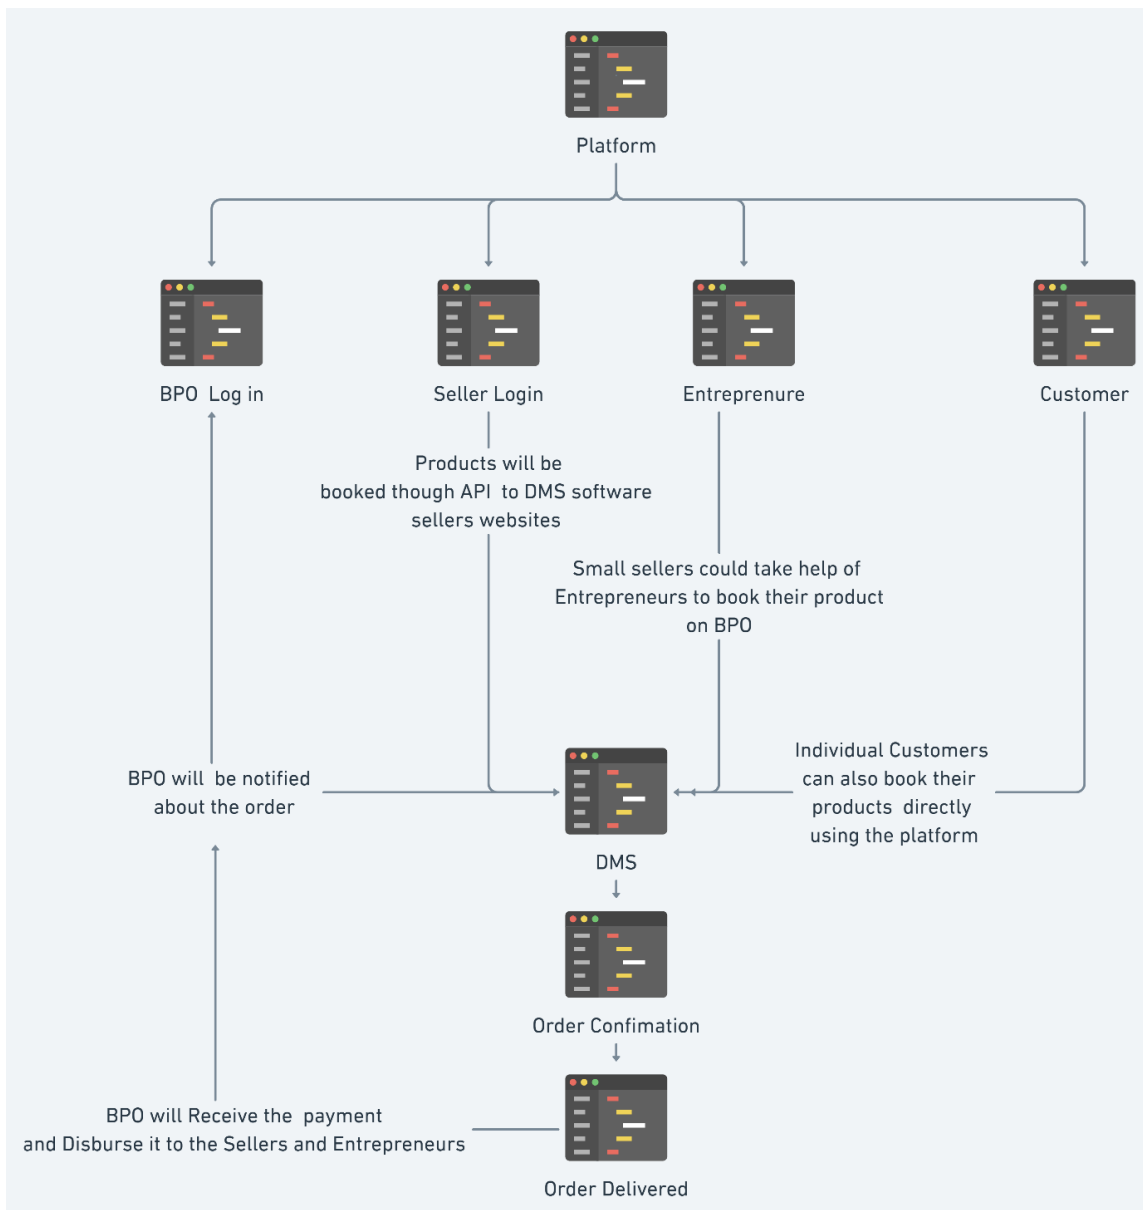 Platform
BPO  Log in
Seller Login
Entreprenure
Customer
Products will be
booked though API  to DMS software
sellers websites
Small sellers could take help of
Entrepreneurs to book their product
on BPO
Individual Customers
can also book their
products  directly
using the platform
BPO will  be notified
about the order
DMS
Order Confimation
BPO will Receive the  payment
and Disburse it to the Sellers and Entrepreneurs
Order Delivered